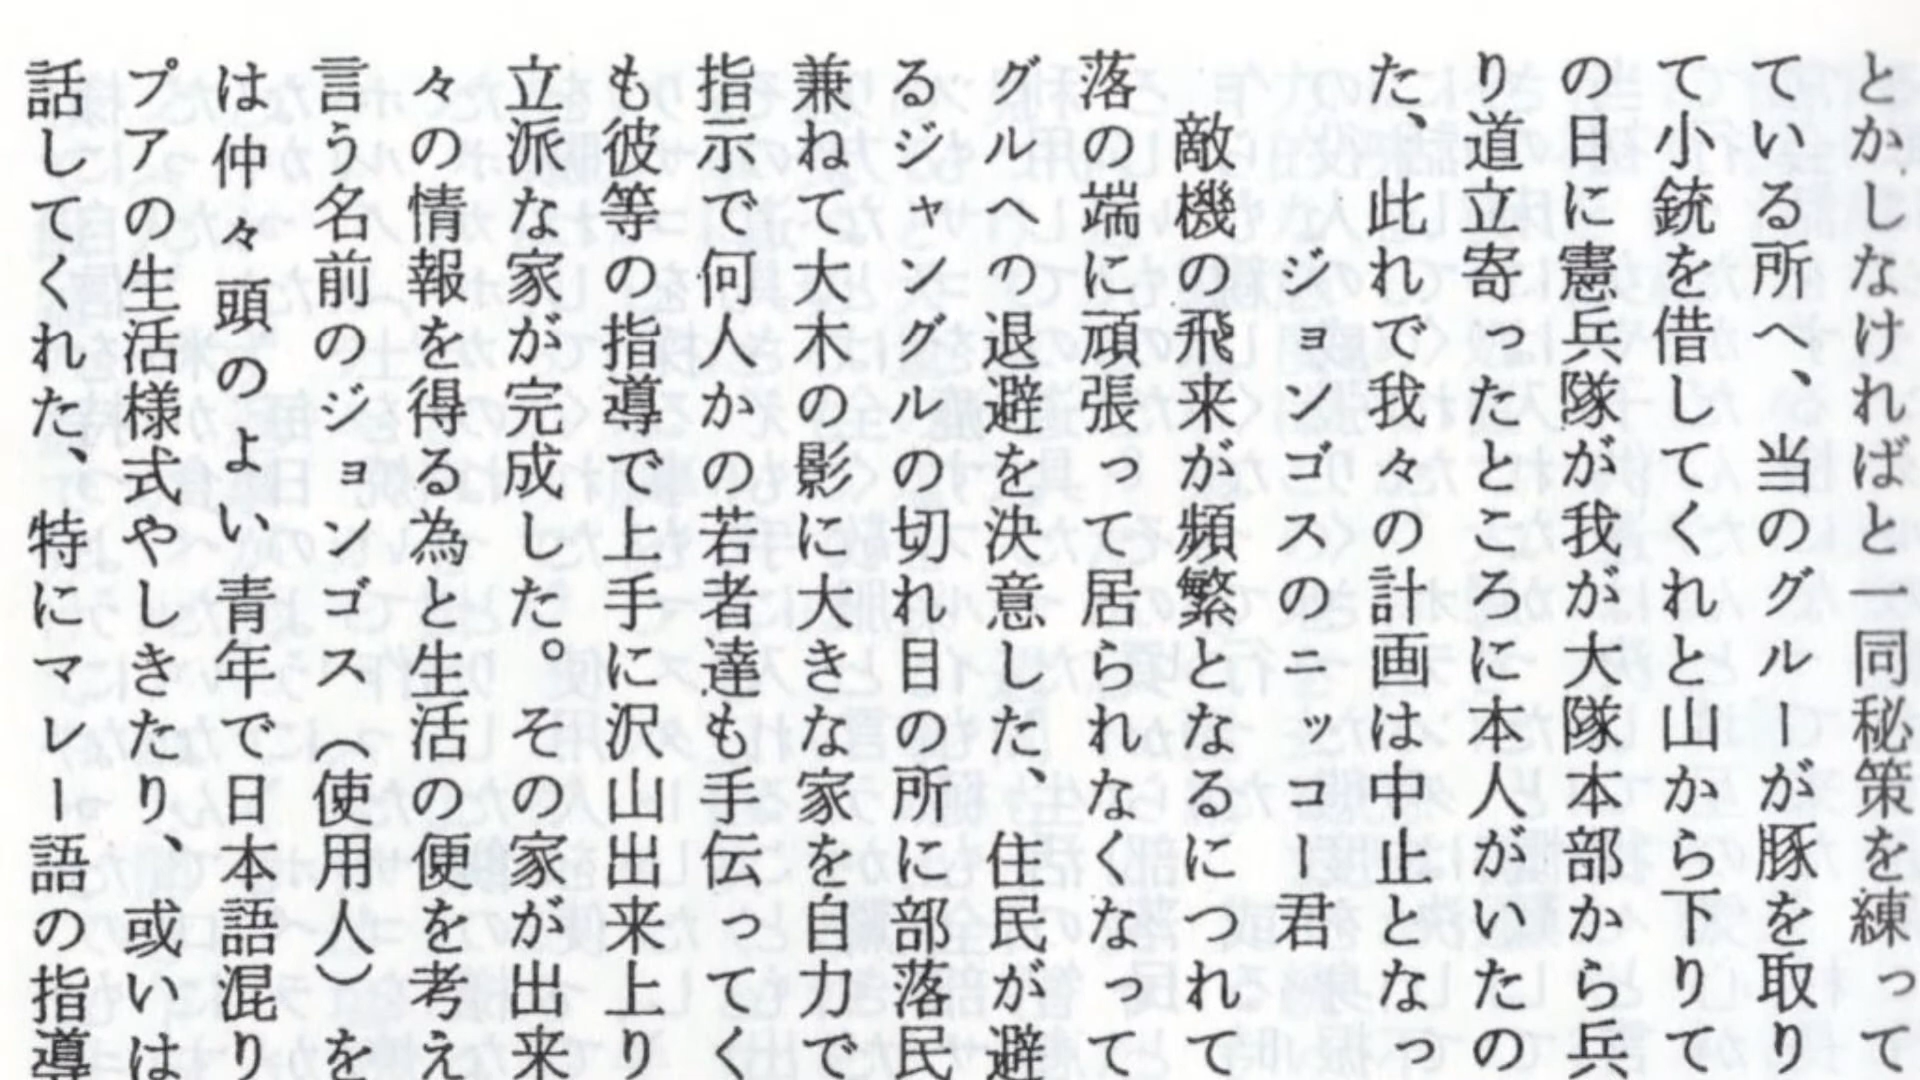 とかしなければと一同秘策を練って
ている所へ、当のグルーが豚を取り
て小銃を借してくれと山から下りて
の日に憲兵隊が我が大隊本部から兵
り道立寄ったところに本人がいたの
た、此れで我々の計画は中止となっ
ジョンゴスのニッコー君
敵機の飛来が頻繁となるにつれて
落の端に頑張って居られなくなって
グルへの退避を決意した、住民が避
るジャングルの切れ目の所に部落民
兼ねて大木の影に大きな家を自力で
指示で何人かの若者達も手伝ってく
も彼等の指導で上手に沢山出来上り
立派な家が完成した。その家が出来
々の情報を得る為と生活の便を考え
言う名前のジョンゴス（使用人）を
は仲々頭のよい青年で日本語混り
プアの生活様式やしきたり、或いは
話してくれた、特にマレー語の指導